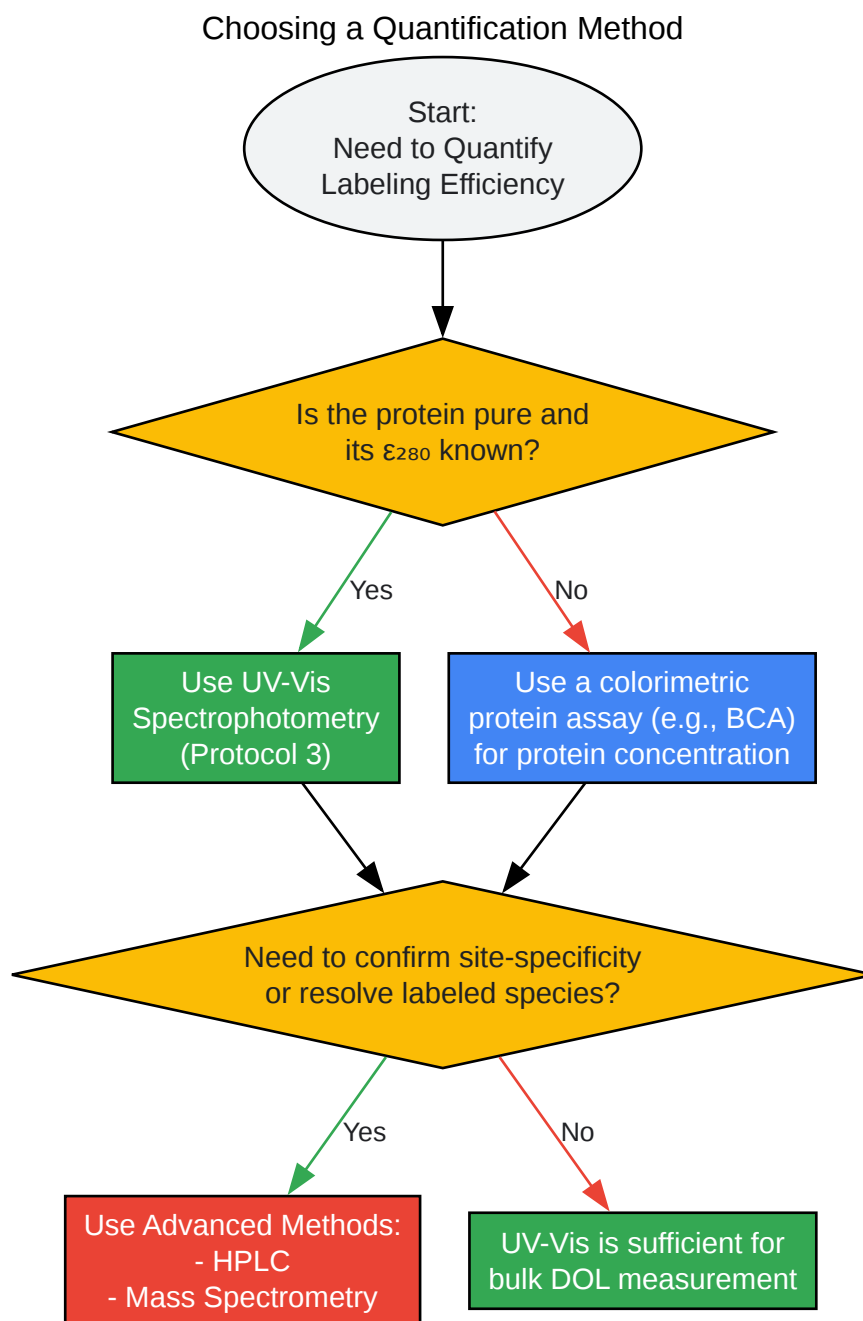 Choosing a Quantification Method
Start:
Need to Quantify
Labeling Efficiency
Is the protein pure and
its ε₂₈₀ known?
Yes
No
Use UV-Vis
Spectrophotometry
(Protocol 3)
Use a colorimetric
protein assay (e.g., BCA)
for protein concentration
Need to confirm site-specificity
or resolve labeled species?
Yes
No
Use Advanced Methods:
- HPLC
- Mass Spectrometry
UV-Vis is sufficient for
bulk DOL measurement